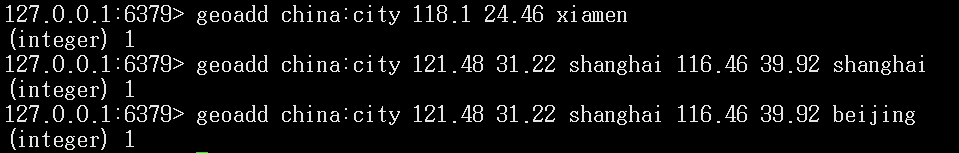 127.0.0.1:6379> geoadd china:city 118.1 24.46 xiamen
(integer) 1
127.0.0.1:6379> geoadd china:city 121.48 31.22 shanghai 116.46 39.92 shanghai
(integer) 1
127.0.0.1:6379> geoadd china:city 121.48 31.22 shanghai 116.46 39.92 beijing
(integer) 1